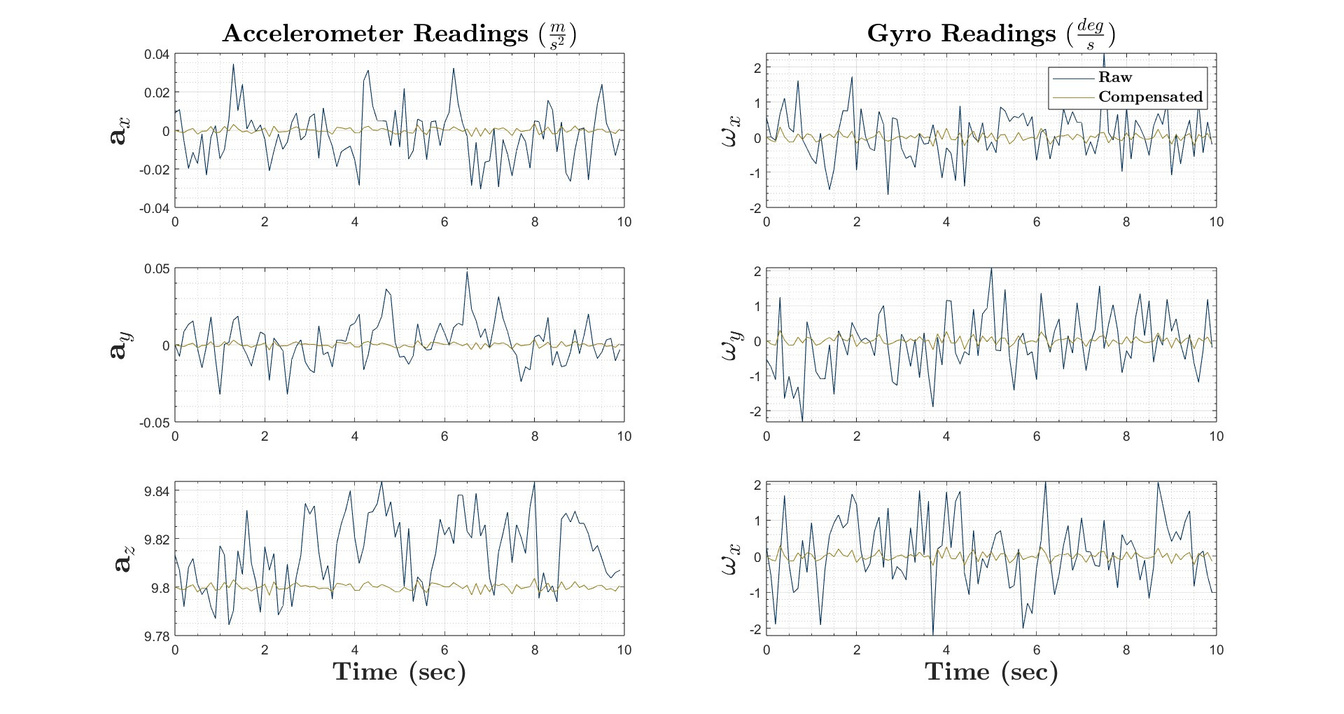 Accelerometer Readings (m/s²)
0.04
0.02
0
-0.02
-0.04
a_x
0 2 4 6 8 10
0.05
0
-0.05
a_y
0 2 4 6 8 10
9.84
9.82
9.8
9.78
a_z
0 2 4 6 8 10
Time (sec)
Gyro Readings (deg/s)
Raw
Compensated
2
1
0
-1
-2
ω_x
0 2 4 6 8 10
2
1
0
-1
-2
ω_y
0 2 4 6 8 10
2
1
0
-1
-2
ω_x
0 2 4 6 8 10
Time (sec)